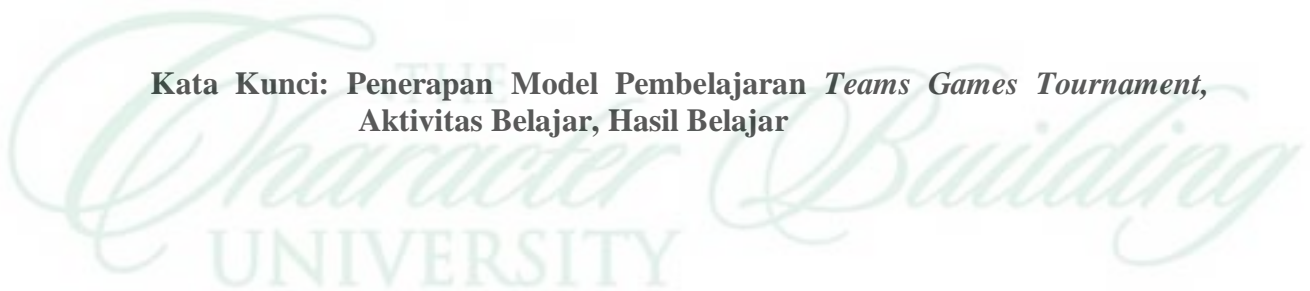 THE
Kata Kunci: Penerapan Model Pembelajaran Teams Games Tournament,
Aktivitas Belajar, Hasil Belajar
Character Building
UNIVERSITY